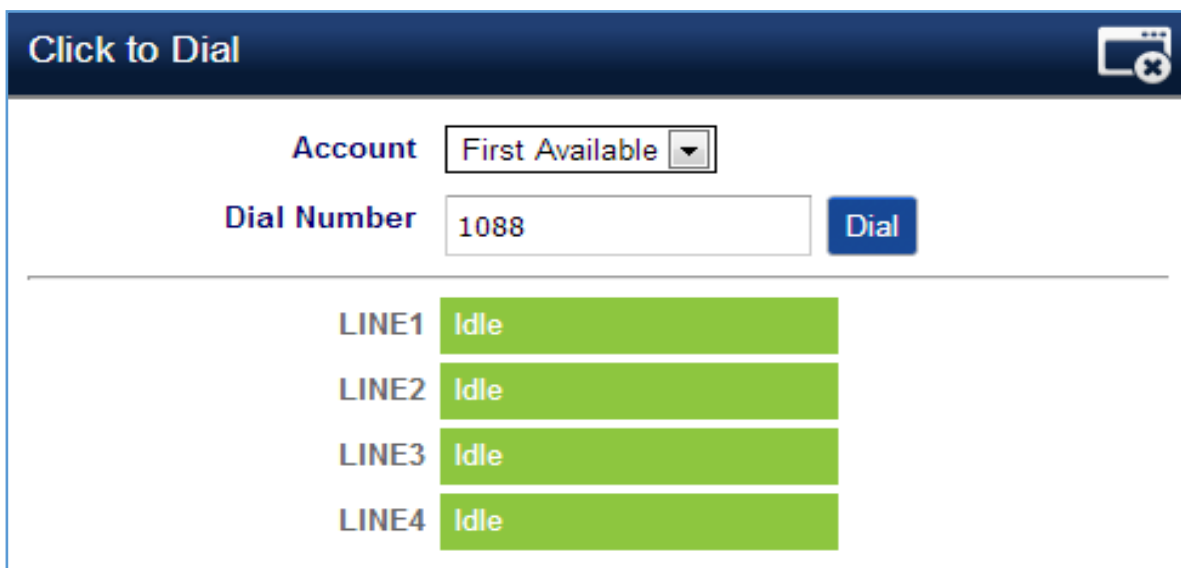 Click to Dial
Account First Available
Dial Number 1088 Dial
LINE1 Idle
LINE2 Idle
LINE3 Idle
LINE4 Idle